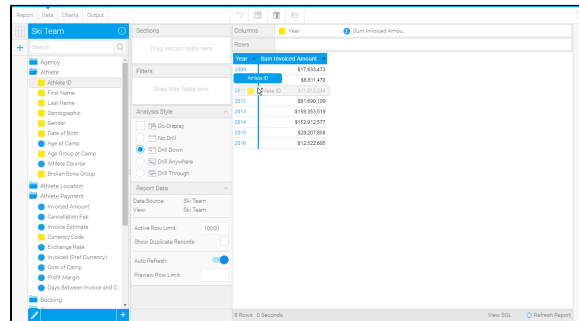 Report Data Charts Output
Ski Team
Search
Agency
Athlete
Athlete ID
First Name
Last Name
Demographic
Gender
Date of Birth
Age at Camp
Age Group at Camp
Athlete Counter
Broken Bone Group
Athlete Location
Athlete Payment
Invoiced Amount
Cancellation Fee
Invoice Estimate
Currency Code
Exchange Rate
Invoiced (Pref Currency)
Cost of Camp
Profit Margin
Days Between Invoice and C..
Booking
Sections
Drag section fields here
Filters
Drag filter fields here
Analysis Style
Co-Display
No Drill
Drill Down
Drill Anywhere
Drill Through
Report Data
Data Source: Ski Team
View: Ski Team
Active Row Limit: 10000
Show Duplicate Records:
Auto Refresh
Preview Row Limit:
Columns Year Sum Invoiced Amou..
Rows
Year Sum Invoiced Amount
2009 $17,533,473
Athlete ID $8,811,470
2011 Athlete ID
2012 $81,690,100
2013 $158,353,519
2014 $152,912,577
2015 $28,207,858
2016 $12,522,605
8 Rows 0 Seconds View SQL Refresh Report